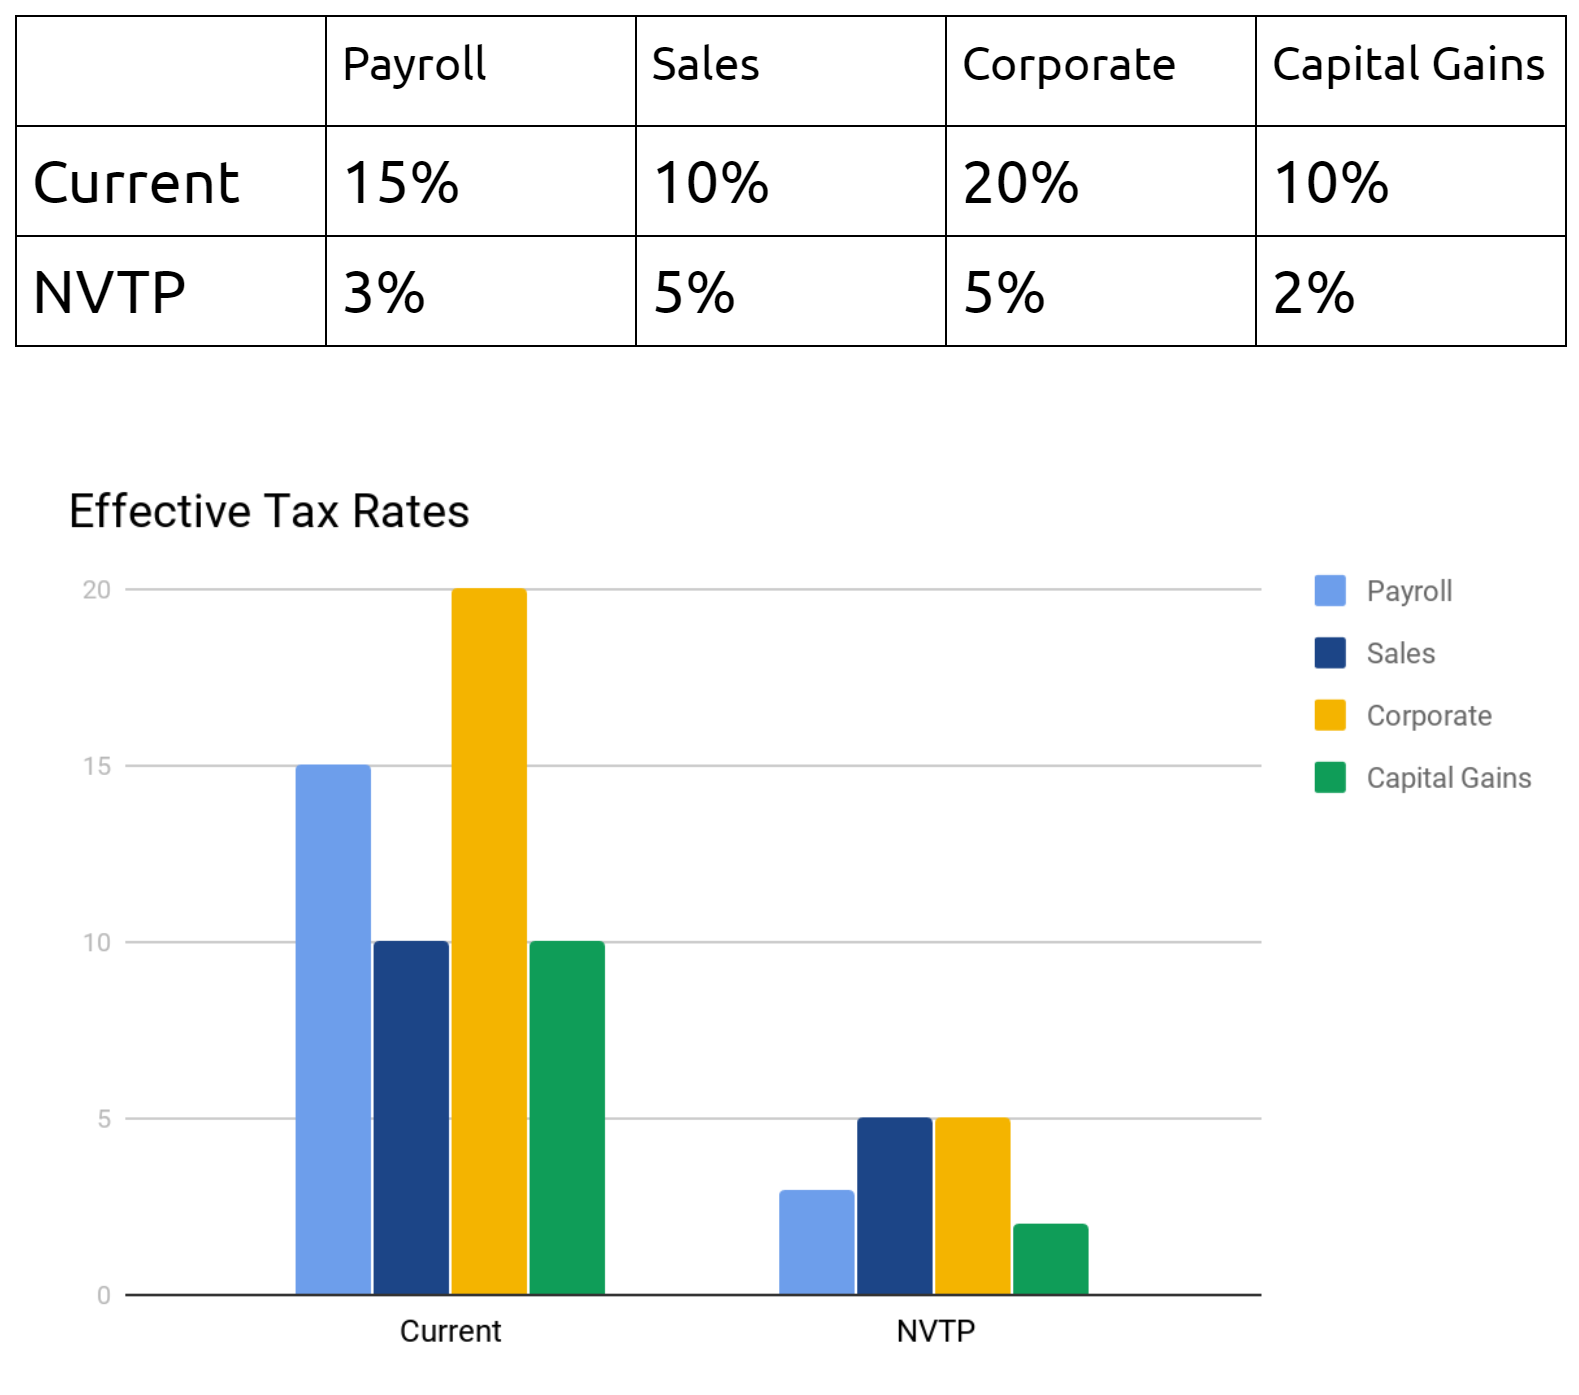 Payroll Sales Corporate Capital Gains
Current 15% 10% 20% 10%
NVTP 3% 5% 5% 2%
Effective Tax Rates
20
15
10
5
0
Current NVTP
Payroll
Sales
Corporate
Capital Gains